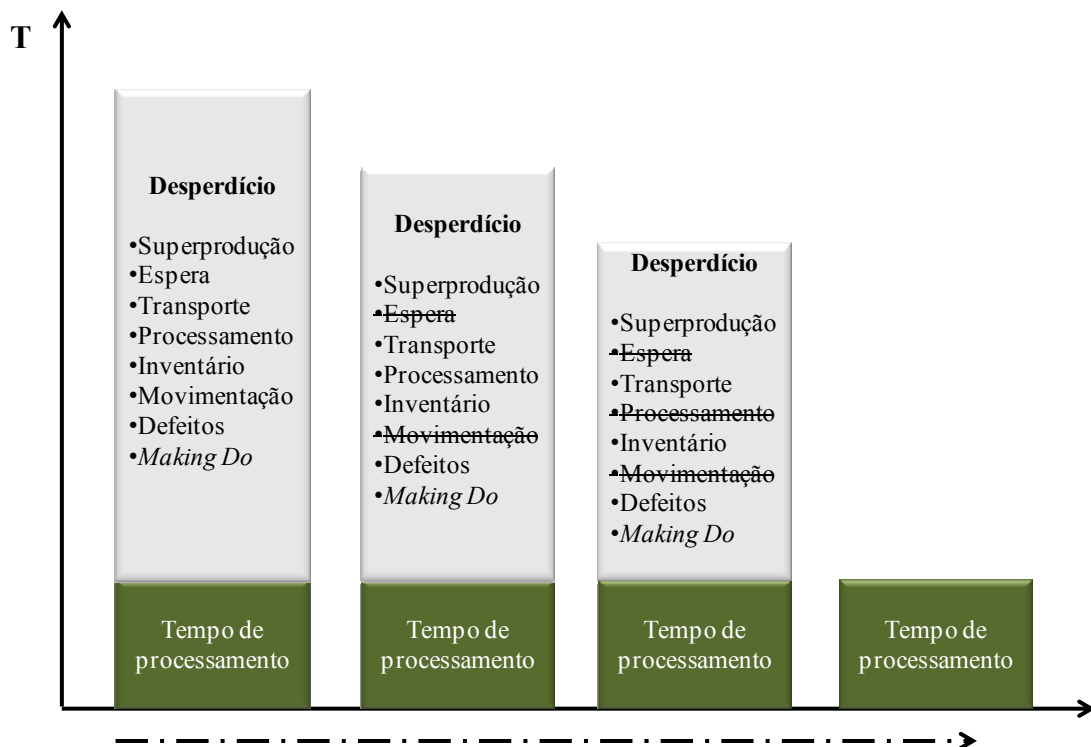 T
Desperdício
•Superprodução
•Espera
•Transporte
•Processamento
•Inventário
•Movimentação
•Defeitos
•Making Do
Tempo de
processamento
Desperdício
•Superprodução
•Espera
•Transporte
•Processamento
•Inventário
•Movimentação
•Defeitos
•Making Do
Tempo de
processamento
Desperdício
•Superprodução
•Espera
•Transporte
•Processamento
•Inventário
•Movimentação
•Defeitos
•Making Do
Tempo de
processamento
Tempo de
processamento